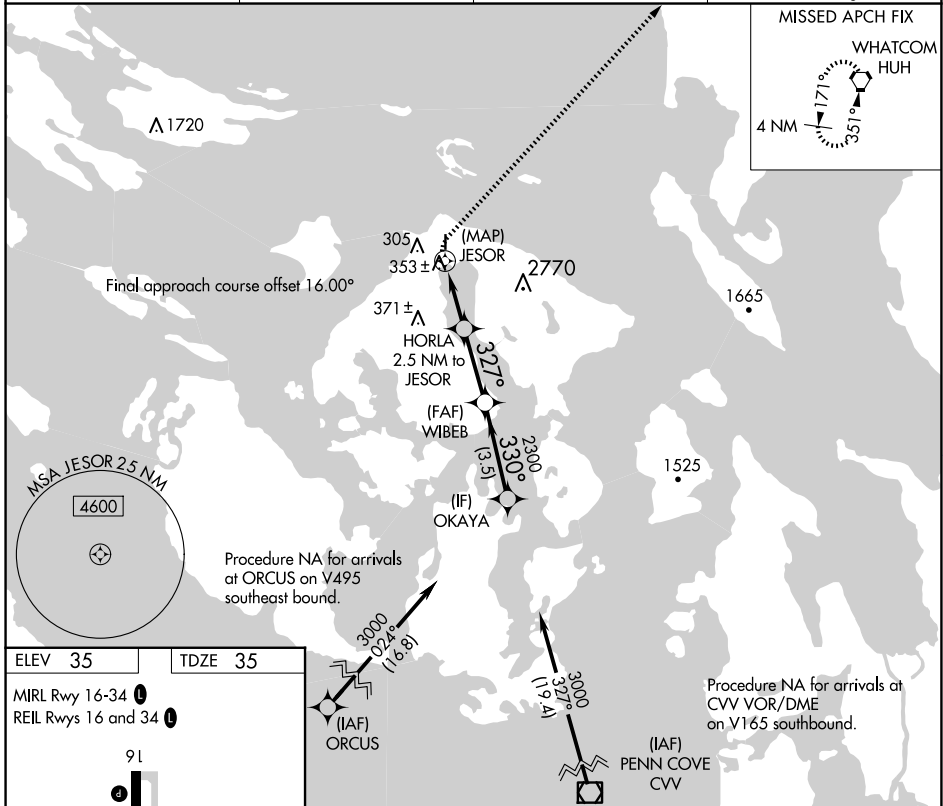 MISSED APCH FIX
WHATCOM
HUH
171°
351°
4 NM
1720
305
353 ±
(MAP)
JESOR
2770
Final approach course offset 16.00°
1665
371 ±
HORLA
2.5 NM to
JESOR
327°
(FAF)
WIBEB
2300
330°
(3.5)
1525
MSA JESOR 25 NM
4600
(IF)
OKAYA
Procedure NA for arrivals
at ORCUS on V495
southeast bound.
3000
024°
(16.8)
3000
327°
(19.4)
ELEV 35
TDZE 35
MIRL Rwy 16-34 L
REIL Rwys 16 and 34 L
(IAF)
ORCUS
Procedure NA for arrivals at
CVV VOR/DME
on V165 southbound.
(IAF)
PENN COVE
CVV
16
P